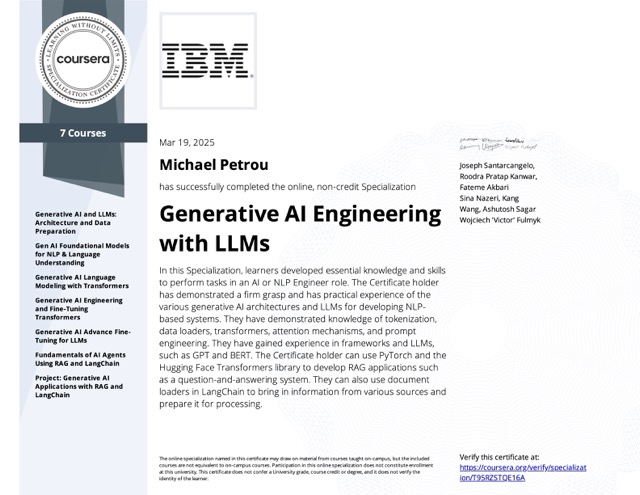 LEARNING WITHOUT LIMITS
coursera
SPECIALIZATION CERTIFICATE
IBM
7 Courses
Generative AI and LLMs:
Architecture and Data
Preparation
Gen AI Foundational Models
for NLP & Language
Understanding
Generative AI Language
Modeling with Transformers
Generative AI Engineering
and Fine-Tuning
Transformers
Generative AI Advance Fine-
Tuning for LLMs
Fundamentals of AI Agents
Using RAG and LangChain
Project: Generative AI
Applications with RAG and
LangChain
Mar 19, 2025
Michael Petrou
has successfully completed the online, non-credit Specialization
Generative AI Engineering
with LLMs
In this Specialization, learners developed essential knowledge and skills
to perform tasks in an AI or NLP Engineer role. The Certificate holder
has demonstrated a firm grasp and has practical experience of the
various generative AI architectures and LLMs for developing NLP-
based systems. They have demonstrated knowledge of tokenization,
data loaders, transformers, attention mechanisms, and prompt
engineering. They have gained experience in frameworks and LLMs,
such as GPT and BERT. The Certificate holder can use PyTorch and the
Hugging Face Transformers library to develop RAG applications such
as a question-and-answering system. They can also use document
loaders in LangChain to bring in information from various sources and
prepare it for processing.
Joseph Santarcangelo,
Roodra Pratap Kanwar,
Fateme Akbari
Sina Nazeri, Kang
Wang, Ashutosh Sagar
Wojciech 'Victor' Fulmyk
The online specialization named in this certificate may draw on material from courses taught on-campus, but the included
courses are not equivalent to on-campus courses. Participation in this online specialization does not constitute enrollment
at this university. This certificate does not confer a University grade, course credit or degree, and it does not verify the
identity of the learner.
Verify this certificate at:
https://coursera.org/verify/specializat
ion/T95RZSTQE16A